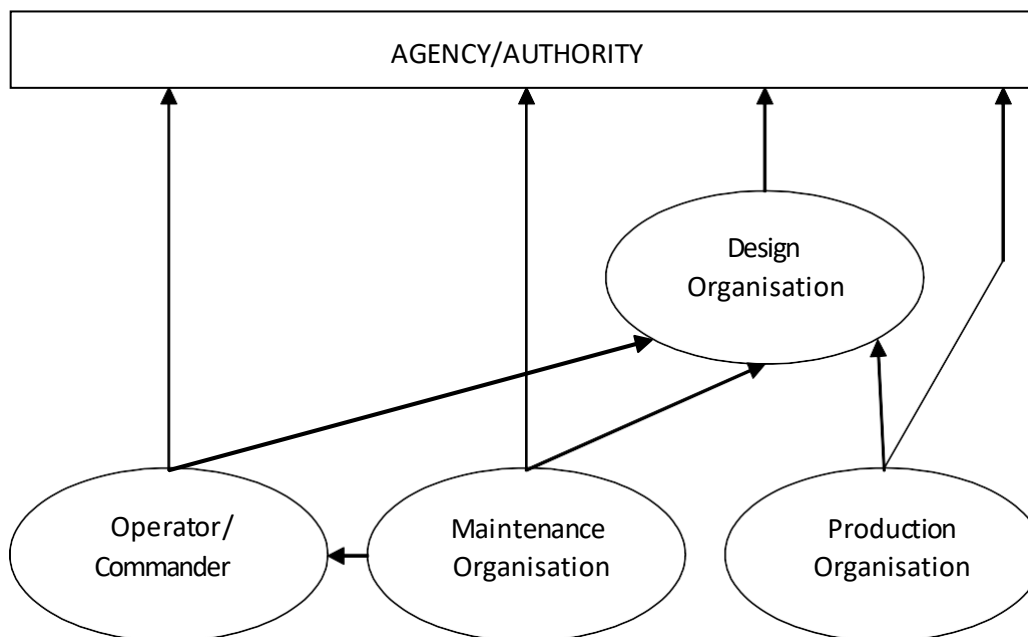 AGENCY/AUTHORITY
Design
Organisation
Operator/
Commander
Maintenance
Organisation
Production
Organisation